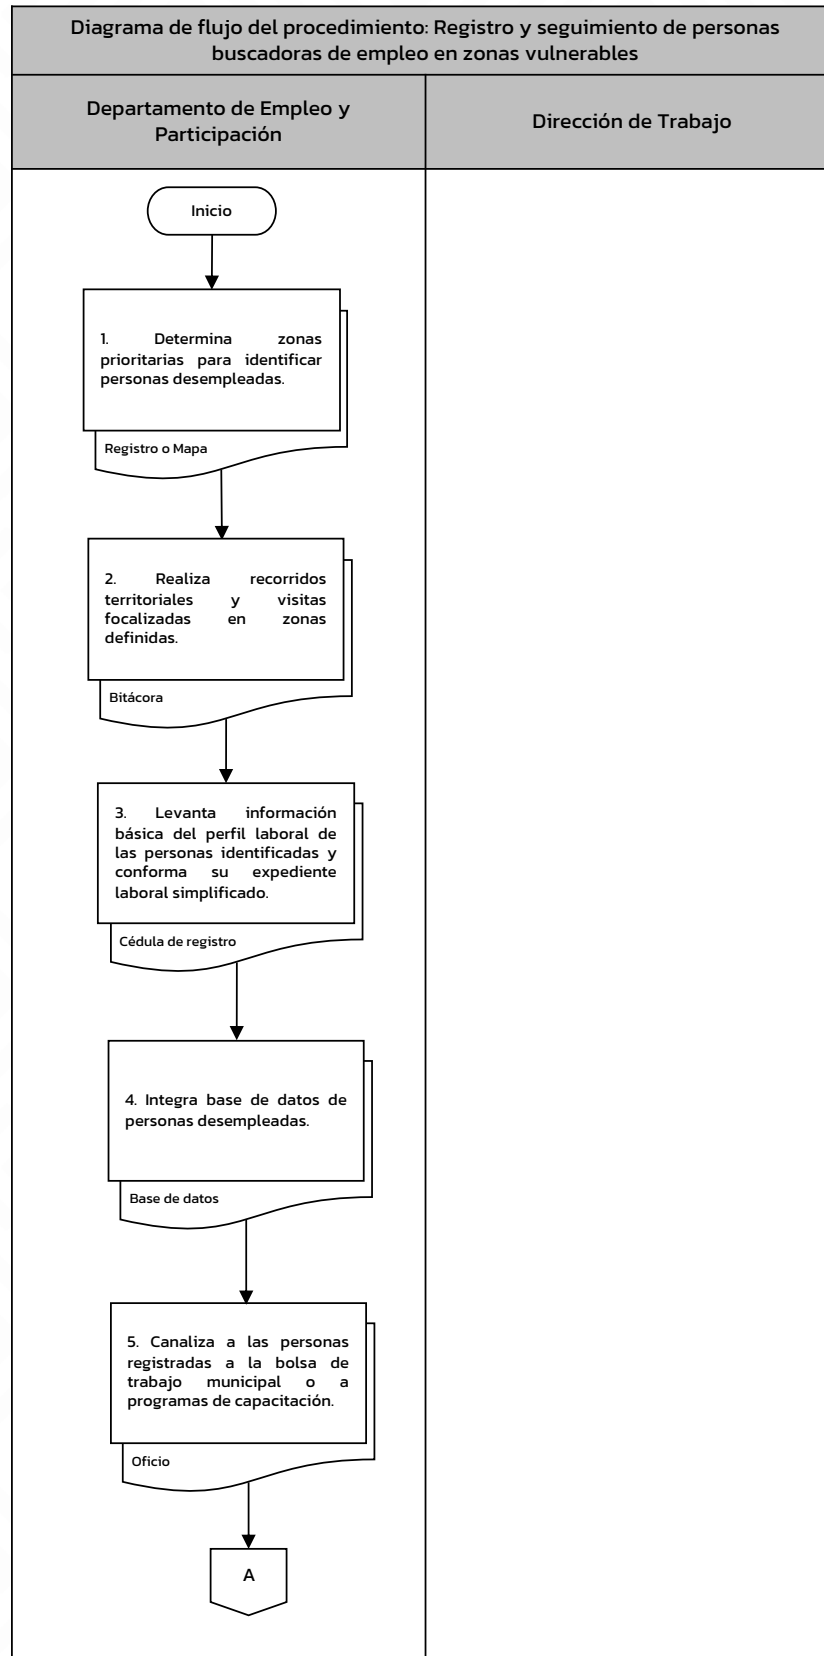 Diagrama de flujo del procedimiento: Registro y seguimiento de personas
buscadoras de empleo en zonas vulnerables
Departamento de Empleo y
Participación
Dirección de Trabajo
Inicio
1. Determina zonas
prioritarias para identificar
personas desempleadas.
Registro o Mapa
2. Realiza recorridos
territoriales y visitas
focalizadas en zonas
definidas.
Bitácora
3. Levanta información
básica del perfil laboral de
las personas identificadas y
conforma su expediente
laboral simplificado.
Cédula de registro
4. Integra base de datos de
personas desempleadas.
Base de datos
5. Canaliza a las personas
registradas a la bolsa de
trabajo municipal o a
programas de capacitación.
Oficio
A